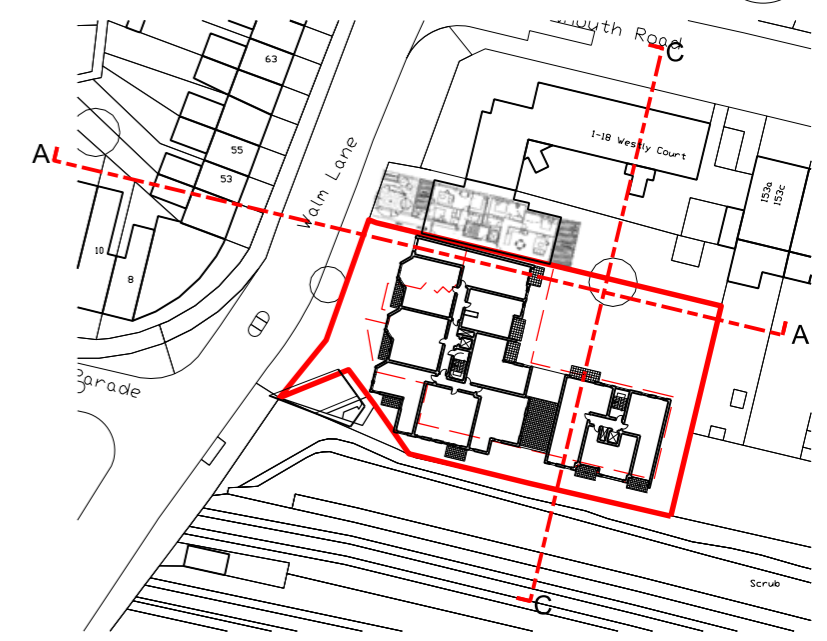 mouth Road
C
63
1-18 Westly Court
A
55
153a
153c
53
Walm Lane
10
8
A
Parade
Scrub
C